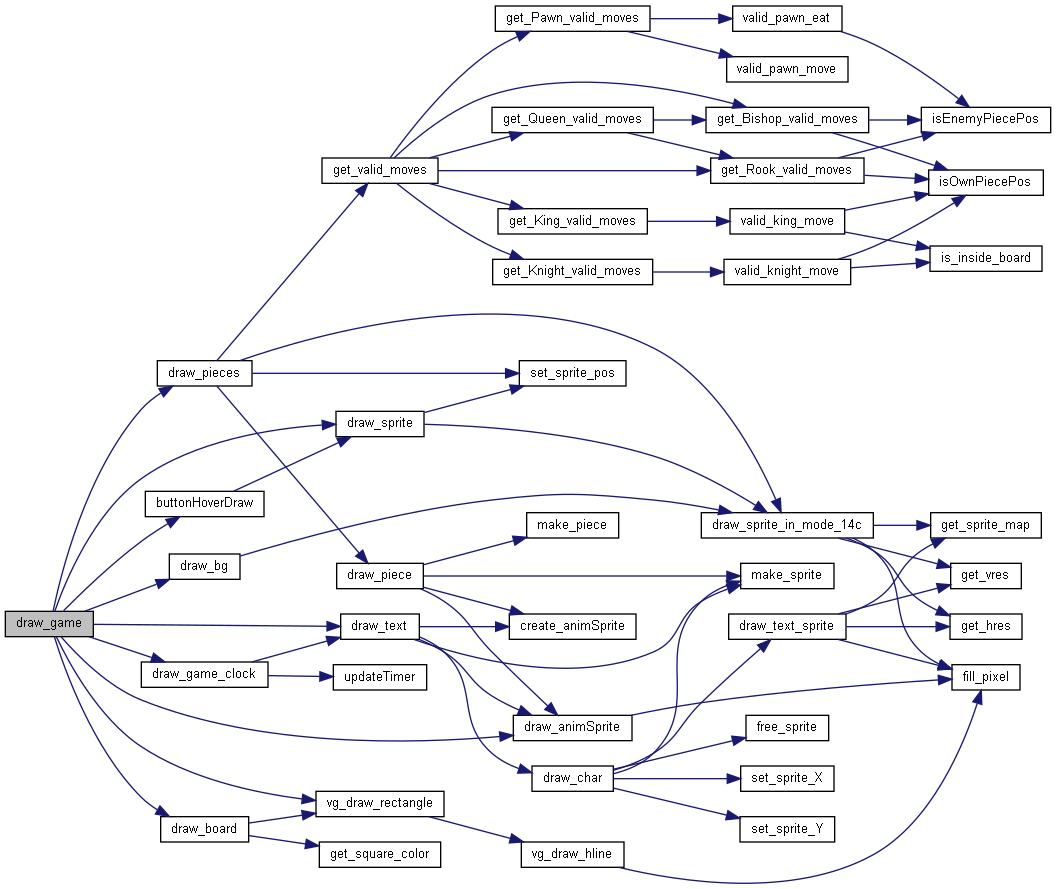 get_Pawn_valid_moves
valid_pawn_eat
valid_pawn_move
get_Queen_valid_moves
get_Bishop_valid_moves
isEnemyPiecePos
get_valid_moves
get_Rook_valid_moves
isOwnPiecePos
get_King_valid_moves
valid_king_move
is_inside_board
get_Knight_valid_moves
valid_knight_move
draw_pieces
set_sprite_pos
draw_sprite
buttonHoverDraw
make_piece
draw_sprite_in_mode_14c
get_sprite_map
draw_bg
draw_piece
make_sprite
get_vres
draw_game
draw_text
create_animSprite
draw_text_sprite
get_hres
draw_game_clock
updateTimer
fill_pixel
draw_animSprite
free_sprite
draw_char
set_sprite_X
vg_draw_rectangle
draw_board
set_sprite_Y
get_square_color
vg_draw_hline